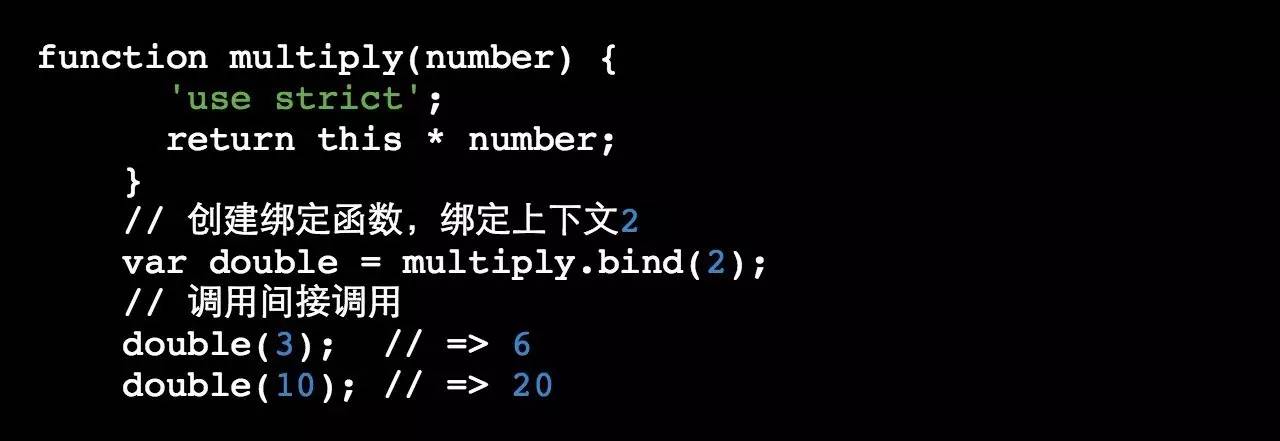 function multiply(number) {
'use strict';
return this * number;
}
// 创建绑定函数，绑定上下文2
var double = multiply.bind(2);
// 调用间接调用
double(3);  // => 6
double(10); // => 20